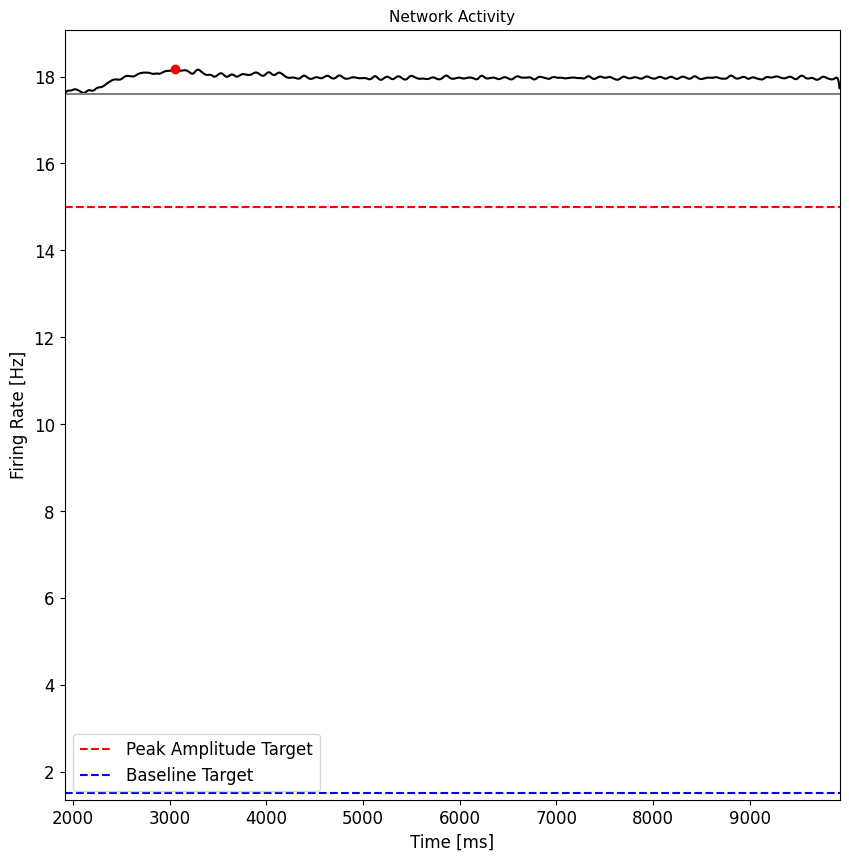 Network Activity
Firing Rate [Hz]
18
16
14
12
10
8
6
4
2
Peak Amplitude Target
Baseline Target
2000 3000 4000 5000 6000 7000 8000 9000
Time [ms]